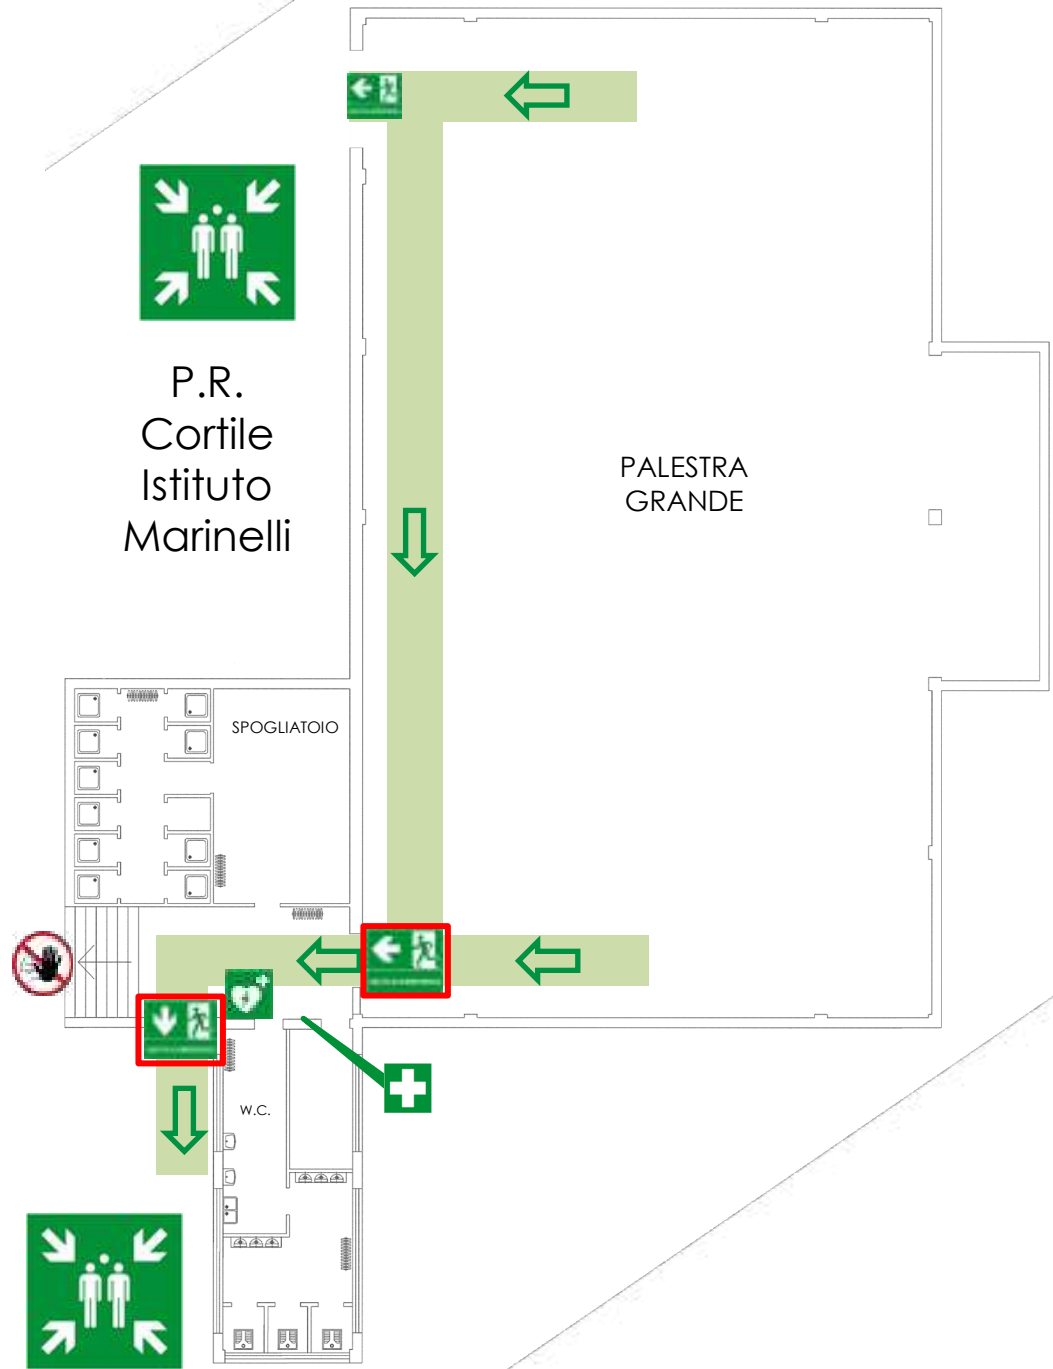 P.R.
Cortile
Istituto
Marinelli
PALESTRA
GRANDE
SPOGLIATOIO
W.C.